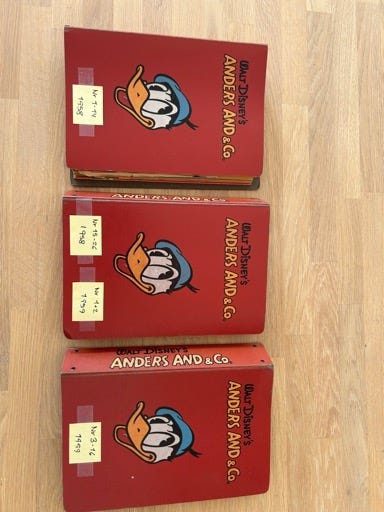 WALT DISNEY'S
ANDERS AND & Co.
Nr 1-14
1958
ANDERS AND & Co.
WALT DISNEY'S
ANDERS AND & Co.
Nr 15-26
1958
Nr 1+2
1959
WALT DISNEY'S
ANDERS AND & Co.
WALT DISNEY'S
ANDERS AND & Co.
Nr 3-16
1959